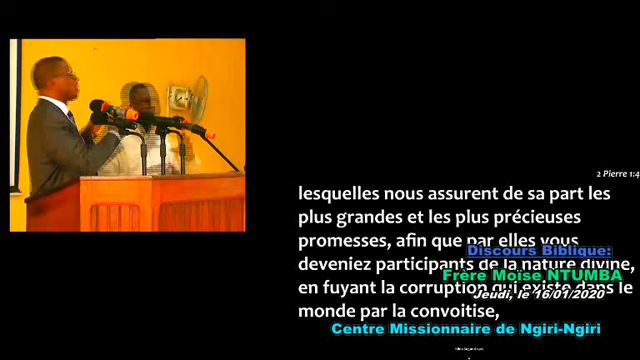 2 Pierre 1:4
lesquelles nous assurent de sa part les
plus grandes et les plus précieuses
promesses, afin que par elles vous
Discours Biblique:
deveniez participants de la nature divine,
Frère Moïse NTUMBA
en fuyant la corruption qui existe dans le
Jeudi, le 16/01/2020
monde par la convoitise,
Centre Missionnaire de Ngiri-Ngiri